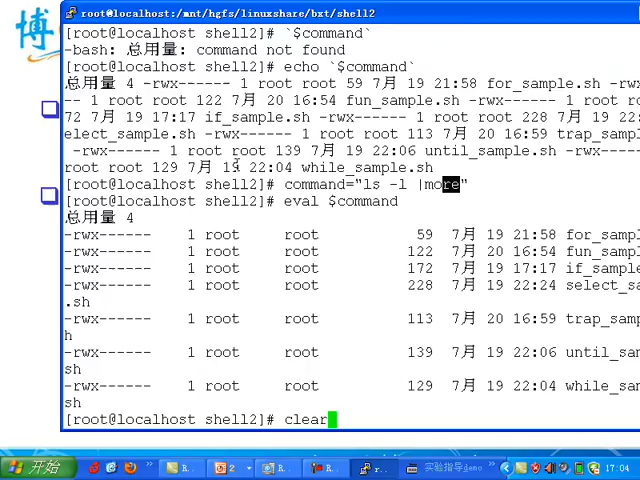 博
root@localhost:/mnt/hgfs/linuxshare/bxt/shell2
[root@localhost shell2]# `$command`
-bash: 总用量: command not found
[root@localhost shell2]# echo `$command`
总用量 4 -rwx------ 1 root root 59 7月 19 21:58 for_sample.sh -rw
-- 1 root root 122 7月 20 16:54 fun_sample.sh -rwx------ 1 root r
72 7月 19 17:17 if_sample.sh -rwx------ 1 root root 228 7月 19 22:
elect_sample.sh -rwx------ 1 root root 113 7月 20 16:59 trap_samp
-rwx------ 1 root root 139 7月 19 22:06 until_sample.sh -rwx-----
root root 129 7月 19 22:04 while_sample.sh
[root@localhost shell2]# command="ls -l |more"
[root@localhost shell2]# eval $command
总用量 4
-rwx------ 1 root root 59 7月 19 21:58 for_sampl
-rwx------ 1 root root 122 7月 20 16:54 fun_sampl
-rwx------ 1 root root 172 7月 19 17:17 if_sample
-rwx------ 1 root root 228 7月 19 22:24 select_sa
.sh
-rwx------ 1 root root 113 7月 20 16:59 trap_samp
h
-rwx------ 1 root root 139 7月 19 22:06 until_sam
sh
-rwx------ 1 root root 129 7月 19 22:04 while_sam
sh
[root@localhost shell2]# clear
开始 R... 2 R... R... r... 实验指导demo 17:04